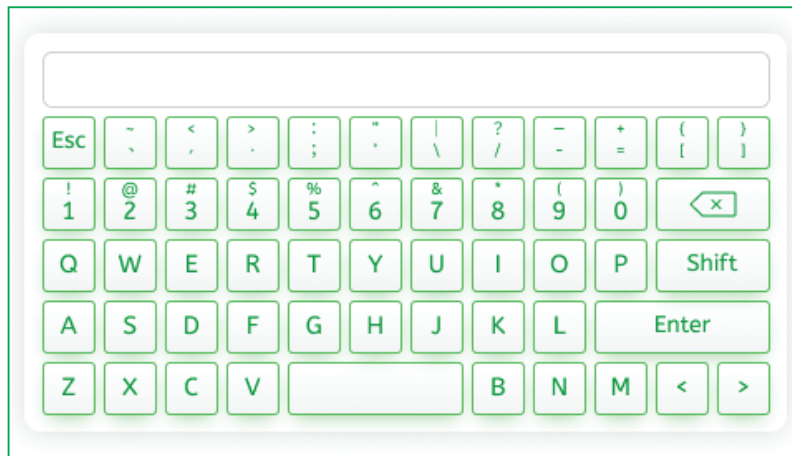 Esc ~ ` < , > . : ; " ' | \ ? / — - + = { [ } ]
! 1 @ 2 # 3 $ 4 % 5 ^ 6 & 7 * 8 ( 9 ) 0
Q W E R T Y U I O P Shift
A S D F G H J K L Enter
Z X C V B N M < >